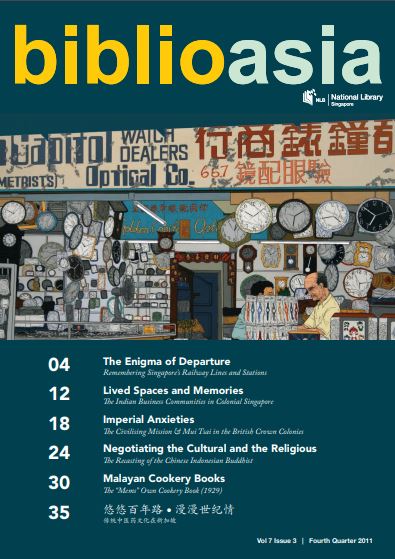 biblioasia
NLB | National Library
Singapore
Capitol
WATCH
DEALERS
METRISTS)
Optical Co.
行商錶鐘都
667 鏡配眼驗
04 The Enigma of Departure
Remembering Singapore's Railway Lines and Stations
12 Lived Spaces and Memories
The Indian Business Communities in Colonial Singapore
18 Imperial Anxieties
The Civilising Mission & Mui Tsai in the British Crown Colonies
24 Negotiating the Cultural and the Religious
The Recasting of the Chinese Indonesian Buddhist
30 Malayan Cookery Books
The "Mems" Own Cookery Book (1929)
35 悠悠百年路 • 漫漫世纪情
传统中医药文化在新加坡
Vol 7 Issue 3 | Fourth Quarter 2011